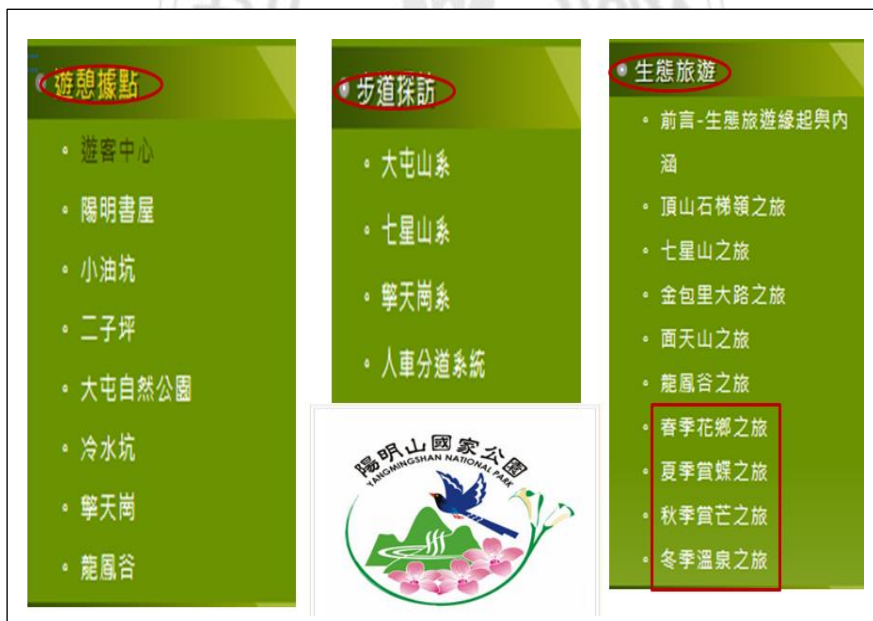 遊憩據點
遊客中心
陽明書屋
小油坑
二子坪
大屯自然公園
冷水坑
擎天崗
龍鳳谷
步道探訪
大屯山系
七星山系
擎天崗系
人車分道系統
陽明山國家公園
YANGMINGSHAN NATIONAL PARK
生態旅遊
前言-生態旅遊緣起與內
涵
頂山石梯嶺之旅
七星山之旅
金包里大路之旅
面天山之旅
龍鳳谷之旅
春季花鄉之旅
夏季賞蝶之旅
秋季賞芒之旅
冬季溫泉之旅